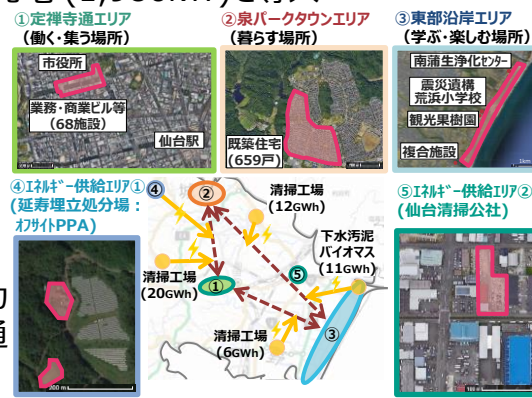 ①定禅寺通エリア
(働く・集う場所)
市役所
業務・商業ビル等
(68施設)
仙台駅
②泉パークタウンエリア
(暮らす場所)
既築住宅
(659戸)
③東部沿岸エリア
(学ぶ・楽しむ場所)
南蒲生浄化センター
震災遺構
荒浜小学校
観光果樹園
複合施設
1km
④エネルギー供給エリア①
(延寿埋立処分場：
オフサイトPPA)
200 m
④
②
清掃工場
(12GWh)
下水汚泥
バイオマス
(11GWh)
⑤
清掃工場
(20GWh)
①
③
清掃工場
(6GWh)
⑤エネルギー供給エリア②
(仙台清掃公社)
100 m
通